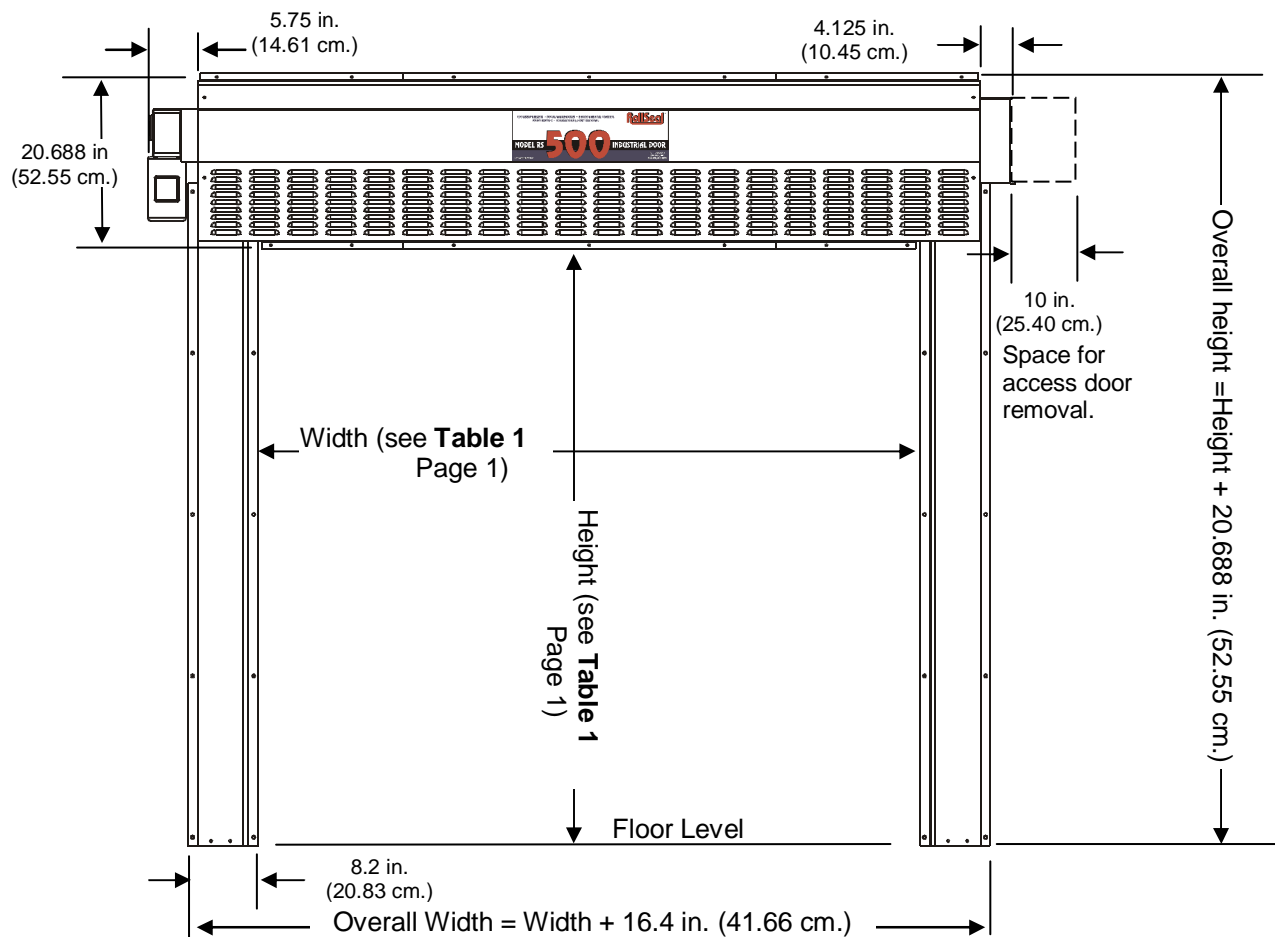 5.75 in.
(14.61 cm.)
4.125 in.
(10.45 cm.)
20.688 in
(52.55 cm.)
RollSeal
MODEL RS 500 INDUSTRIAL DOOR
10 in.
(25.40 cm.)
Space for
access door
removal.
Overall height =Height + 20.688 in. (52.55 cm.)
Width (see Table 1
Page 1)
Height (see Table 1
Page 1)
Floor Level
8.2 in.
(20.83 cm.)
Overall Width = Width + 16.4 in. (41.66 cm.)